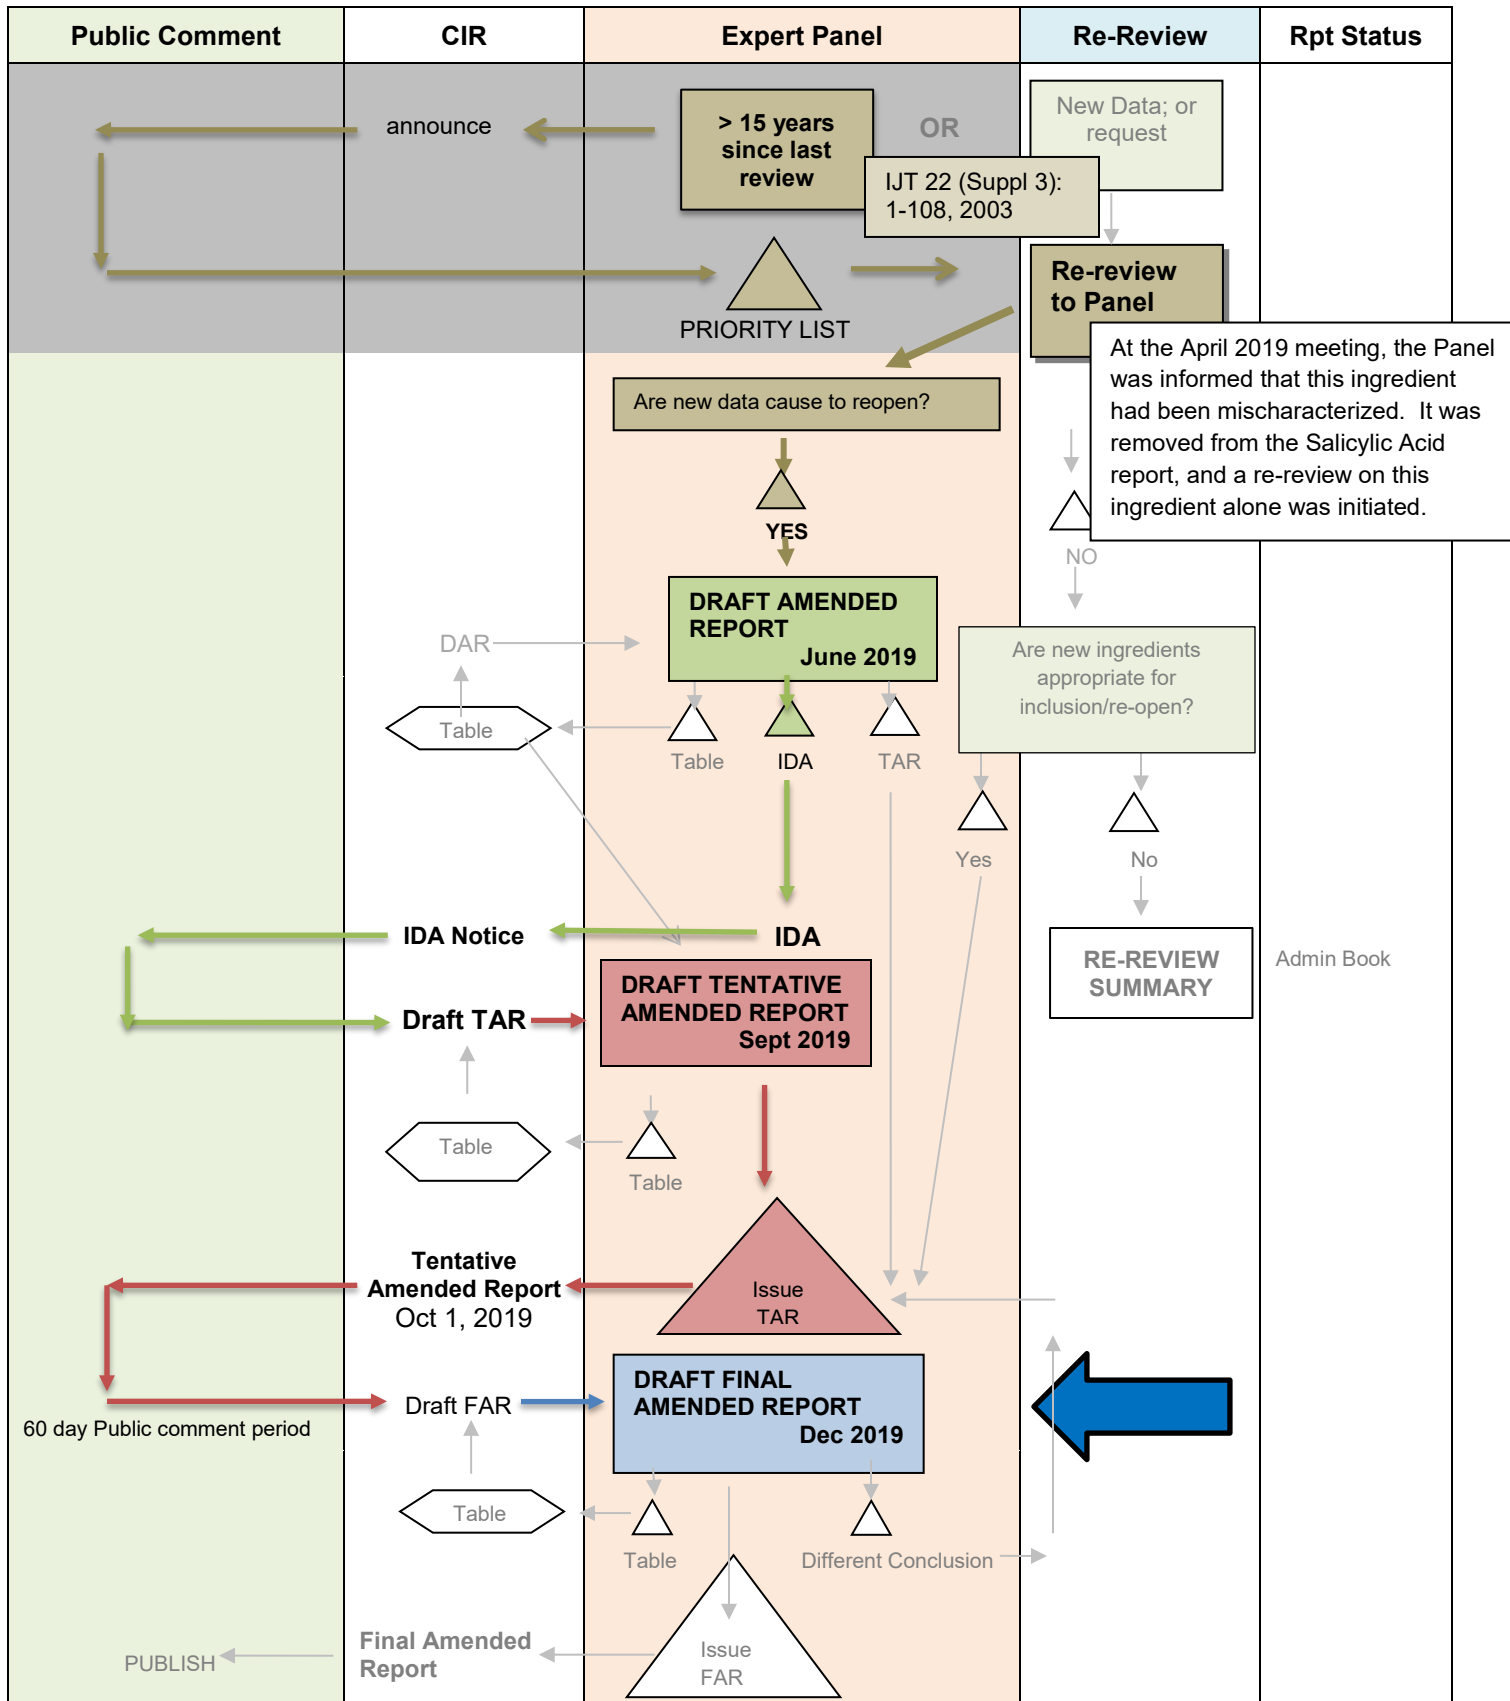 Public Comment
CIR
Expert Panel
Re-Review
Rpt Status
announce
> 15 years
since last
review
OR
New Data; or
request
IJT 22 (Suppl 3):
1-108, 2003
PRIORITY LIST
Re-review
to Panel
At the April 2019 meeting, the Panel
was informed that this ingredient
had been mischaracterized.  It was
removed from the Salicylic Acid
report, and a re-review on this
ingredient alone was initiated.
Are new data cause to reopen?
YES
NO
DRAFT AMENDED
REPORT
June 2019
DAR
Table
Table
IDA
TAR
Are new ingredients
appropriate for
inclusion/re-open?
Yes
No
IDA Notice
IDA
DRAFT TENTATIVE
AMENDED REPORT
Sept 2019
Draft TAR
RE-REVIEW
SUMMARY
Admin Book
Table
Table
Tentative
Amended Report
Oct 1, 2019
Issue
TAR
DRAFT FINAL
AMENDED REPORT
Dec 2019
Draft FAR
60 day Public comment period
Table
Table
Different Conclusion
Issue
FAR
Final Amended
Report
PUBLISH